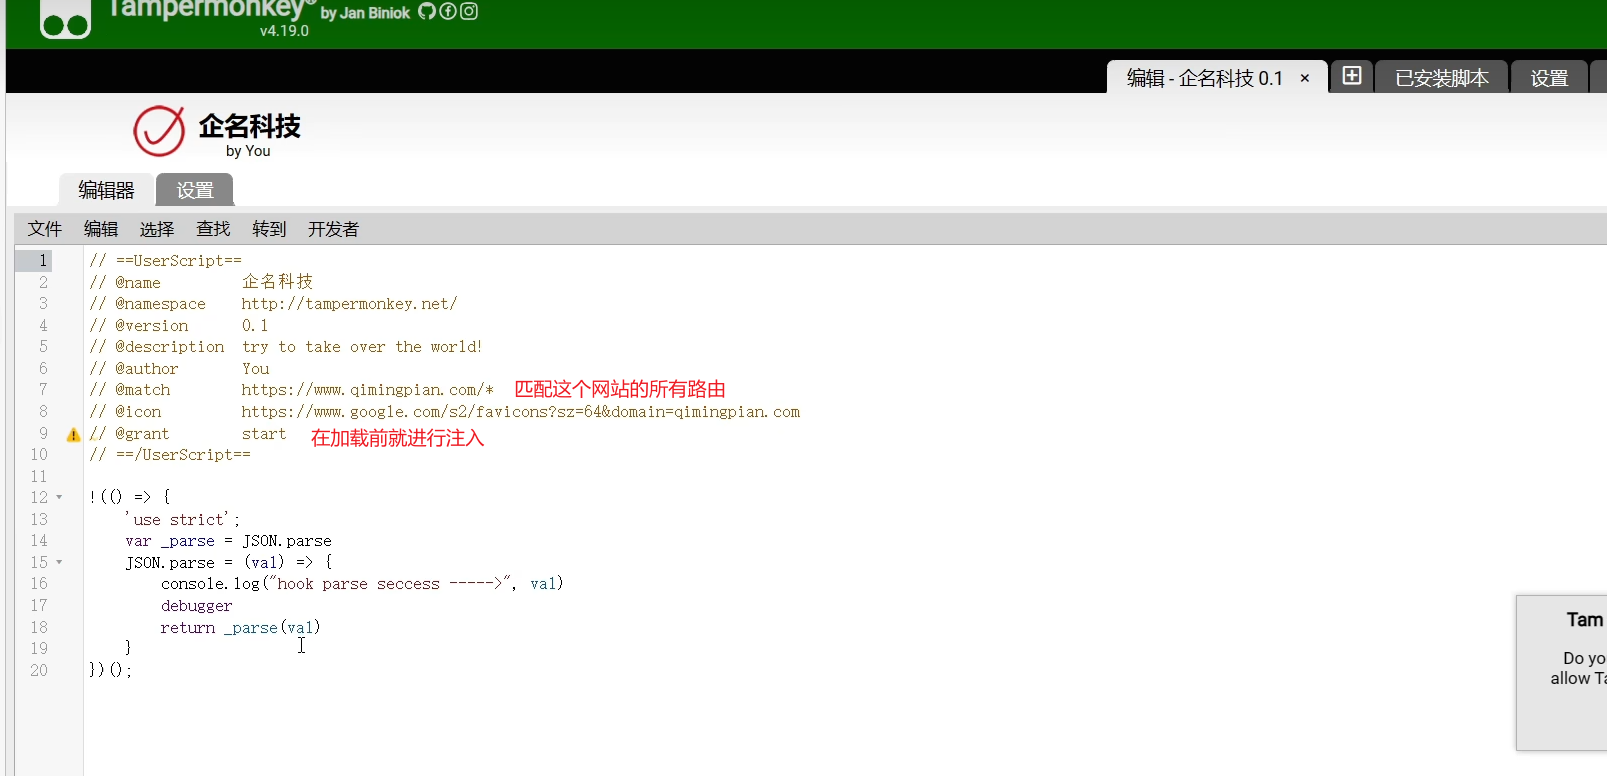 Tampermonkey® by Jan Biniok
v4.19.0
编辑 - 企名科技 0.1 × 已安装脚本 设置
企名科技
by You
编辑器 设置
文件 编辑 选择 查找 转到 开发者
1 // ==UserScript==
2 // @name 企名科技
3 // @namespace http://tampermonkey.net/
4 // @version 0.1
5 // @description try to take over the world!
6 // @author You
7 // @match https://www.qimingpian.com/* 匹配这个网站的所有路由
8 // @icon https://www.google.com/s2/favicons?sz=64&domain=qimingpian.com
9 // @grant start 在加载前就进行注入
10 // ==/UserScript==
11
12 !(() => {
13 'use strict';
14 var _parse = JSON.parse
15 JSON.parse = (val) => {
16 console.log("hook parse seccess ----->", val)
17 debugger
18 return _parse(val)
19 }
20 })();
Tam
Do yo
allow Ta